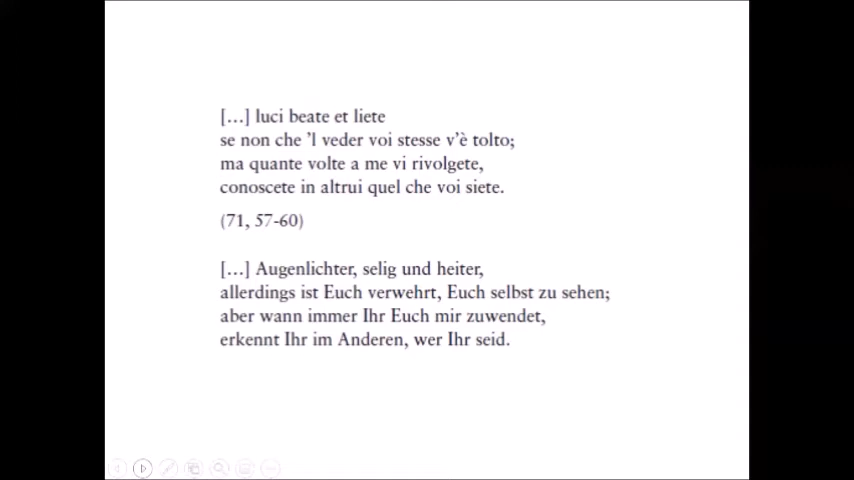 […] luci beate et liete
se non che 'l veder voi stesse v'è tolto;
ma quante volte a me vi rivolgete,
conoscete in altrui quel che voi siete.
(71, 57-60)
[…] Augenlichter, selig und heiter,
allerdings ist Euch verwehrt, Euch selbst zu sehen;
aber wann immer Ihr Euch mir zuwendet,
erkennt Ihr im Anderen, wer Ihr seid.